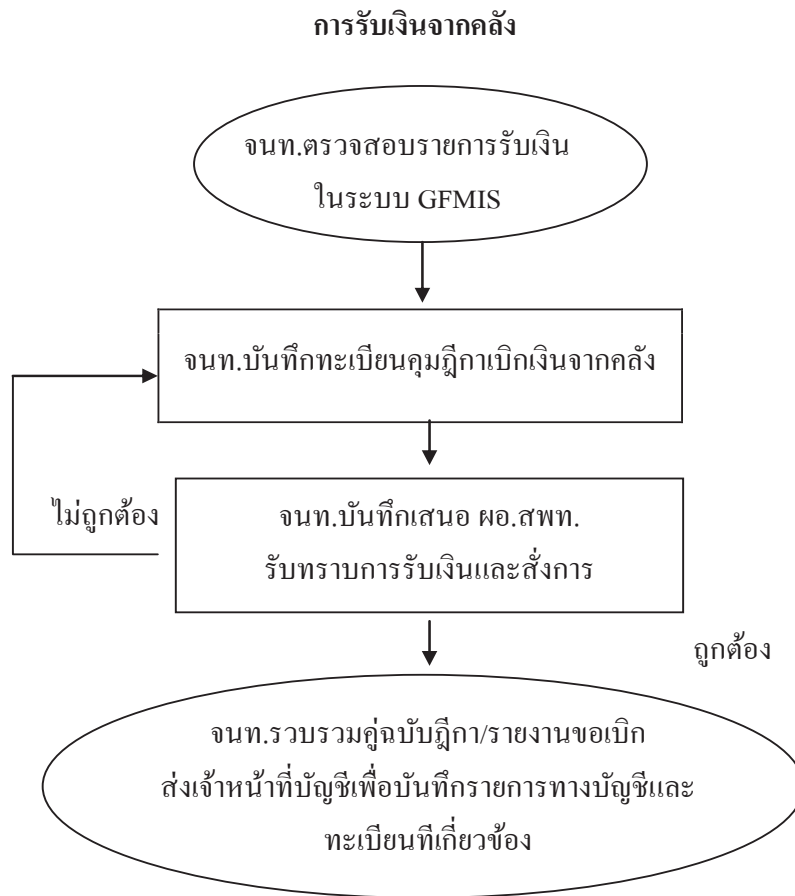 การรับเงินจากคลัง
จนท.ตรวจสอบรายการรับเงิน
ในระบบ GFMIS
จนท.บันทึกทะเบียนคุมฎีกาเบิกเงินจากคลัง
ไม่ถูกต้อง
จนท.บันทึกเสนอ ผอ.สพท.
รับทราบการรับเงินและสั่งการ
ถูกต้อง
จนท.รวบรวมคู่ฉบับฎีกา/รายงานขอเบิก
ส่งเจ้าหน้าที่บัญชีเพื่อบันทึกรายการทางบัญชีและ
ทะเบียนทีเกี่ยวข้อง